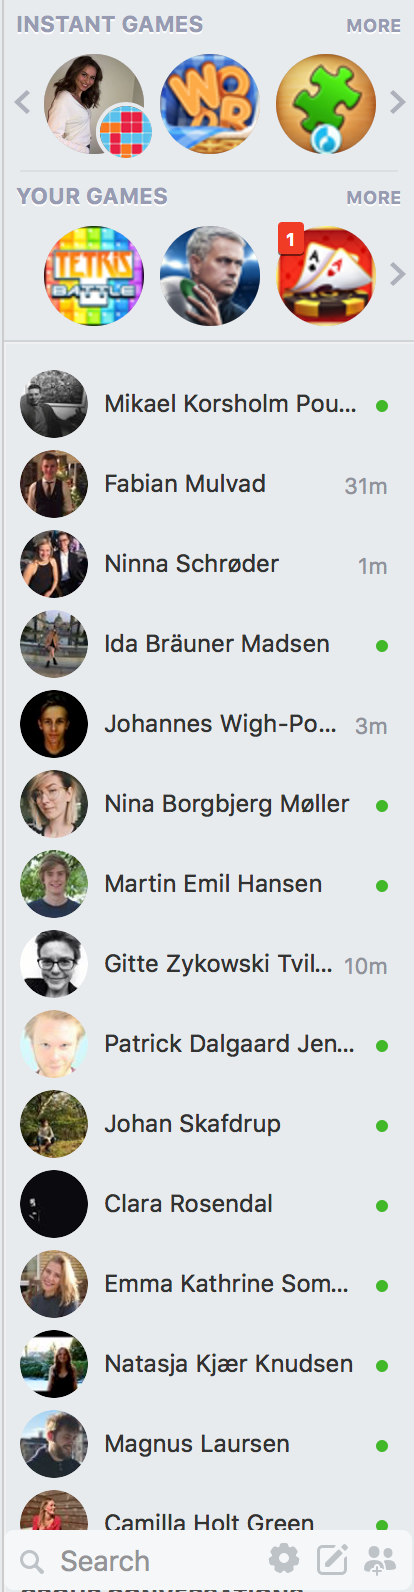 INSTANT GAMES MORE
WOOD
YOUR GAMES MORE
TETRIS
BATTLE
1
A A
Mikael Korsholm Pou...
Fabian Mulvad 31m
Ninna Schrøder 1m
Ida Bräuner Madsen
Johannes Wigh-Po... 3m
Nina Borgbjerg Møller
Martin Emil Hansen
Gitte Zykowski Tvil... 10m
Patrick Dalgaard Jen...
Johan Skafdrup
Clara Rosendal
Emma Kathrine Som...
Natasja Kjær Knudsen
Magnus Laursen
Camilla Holt Green
Search